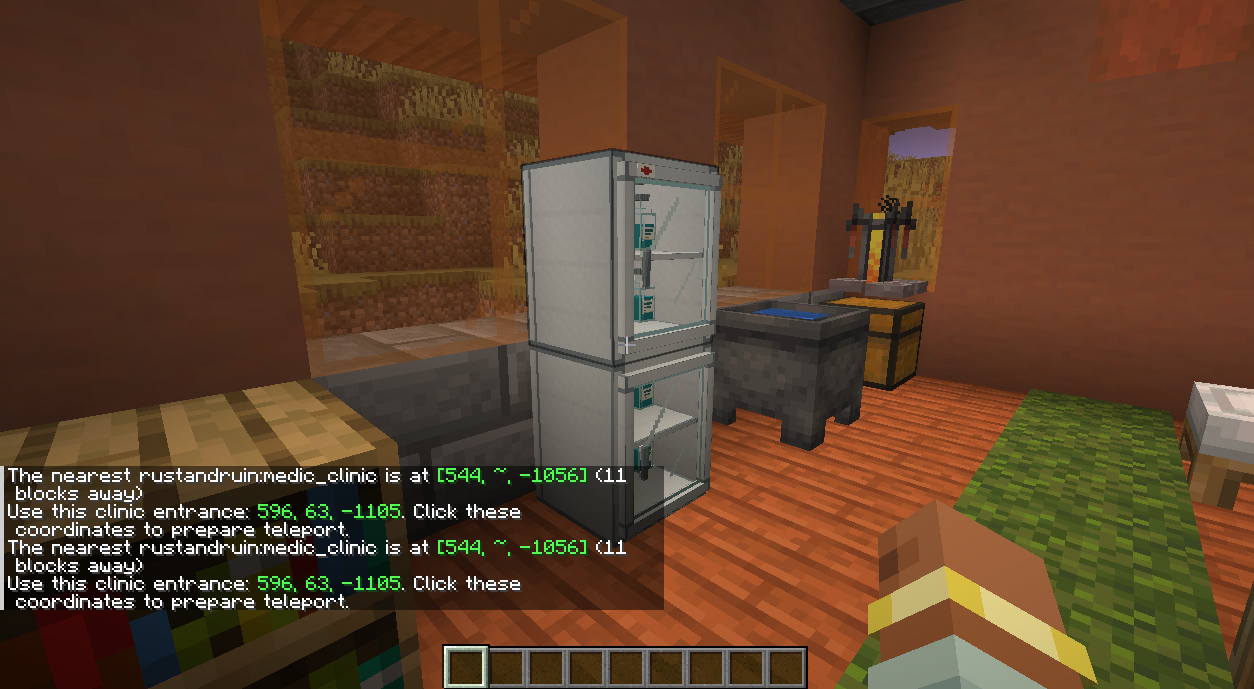 The nearest rustandruin:medic_clinic is at [544, ~, -1056] (11
blocks away)
Use this clinic entrance: 596, 63, -1105. Click these
coordinates to prepare teleport.
The nearest rustandruin:medic_clinic is at [544, ~, -1056] (11
blocks away)
Use this clinic entrance: 596, 63, -1105. Click these
coordinates to prepare teleport.